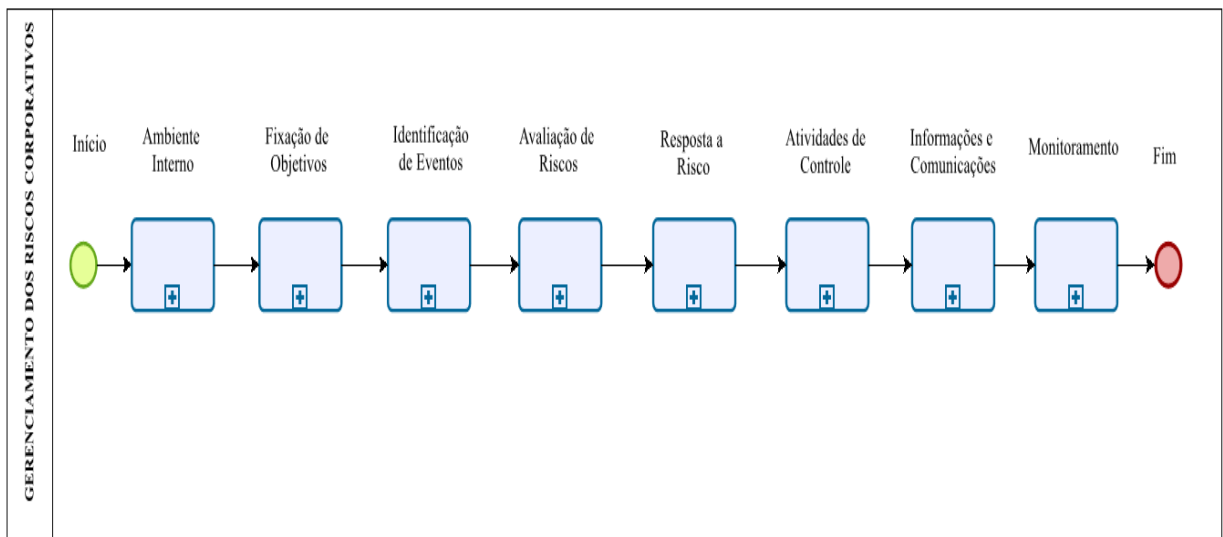 GERENCIAMENTO DOS RISCOS CORPORATIVOS
Início
Ambiente
Interno
Fixação de
Objetivos
Identificação
de Eventos
Avaliação de
Riscos
Resposta a
Risco
Atividades de
Controle
Informações e
Comunicações
Monitoramento
Fim